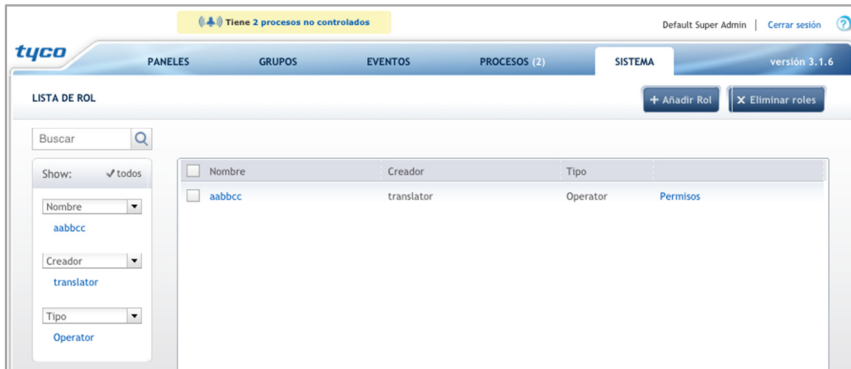 Tiene 2 procesos no controlados
Default Super Admin | Cerrar sesión ?
tyco
PANELES GRUPOS EVENTOS PROCESOS (2) SISTEMA versión 3.1.6
LISTA DE ROL + Añadir Rol X Eliminar roles
Buscar
Show: todos
Nombre
aabbcc
Creador
translator
Tipo
Operator
Nombre Creador Tipo
aabbcc translator Operator Permisos